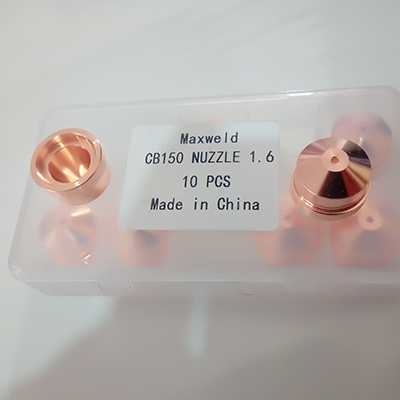 Maxweld
CB150 NUZZLE 1.6
10 PCS
Made in China